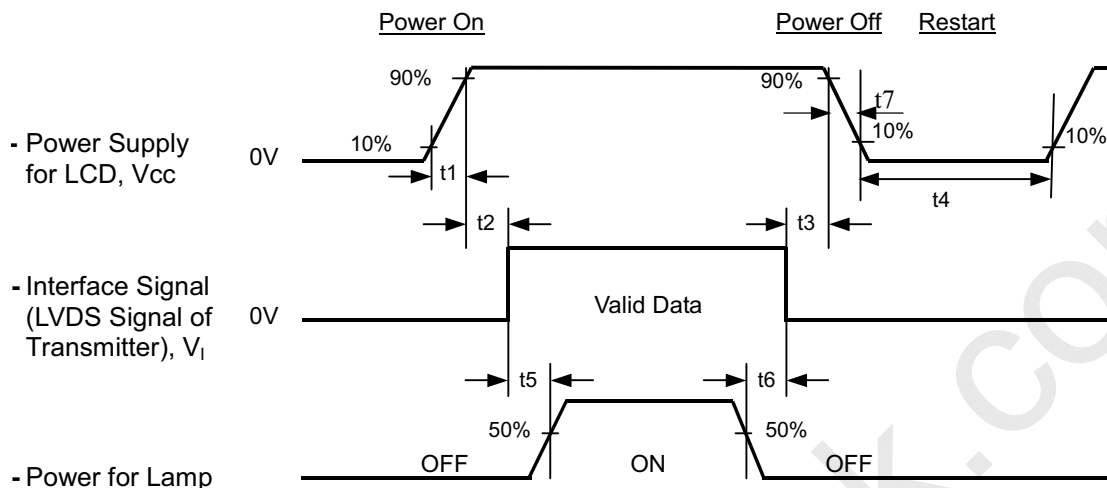 Power On
Power Off
Restart
90%
90%
t7
10%
10%
10%
- Power Supply
for LCD, Vcc
0V
t1
t4
t2
t3
- Interface Signal
(LVDS Signal of
Transmitter), VI
0V
Valid Data
t5
t6
50%
50%
- Power for Lamp
OFF
ON
OFF